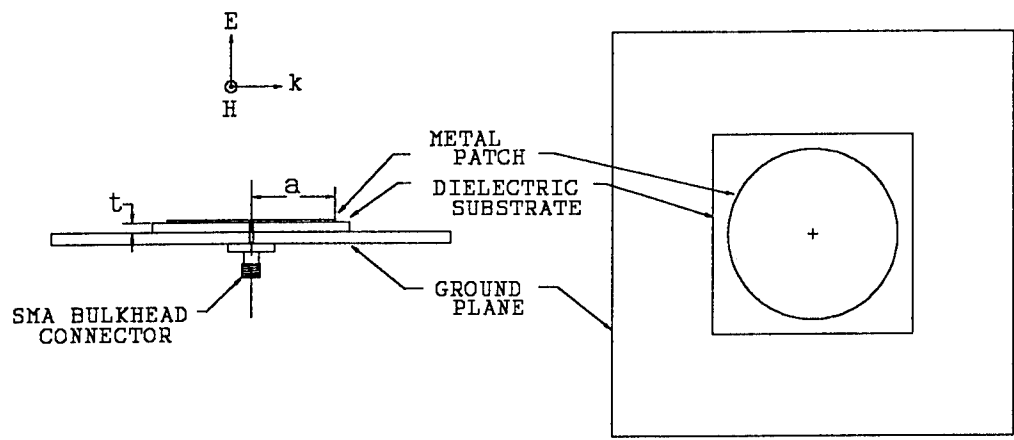 E
k
H
METAL
PATCH
a
DIELECTRIC
SUBSTRATE
t
GROUND
PLANE
SMA BULKHEAD
CONNECTOR